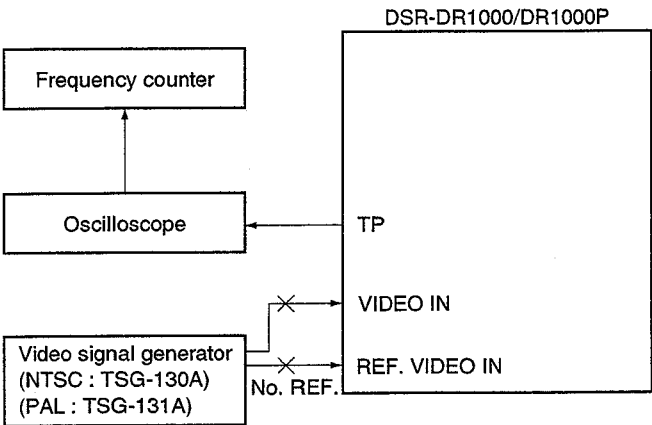 DSR-DR1000/DR1000P
Frequency counter
Oscilloscope
TP
VIDEO IN
Video signal generator
(NTSC : TSG-130A)
(PAL : TSG-131A)
No. REF.
REF. VIDEO IN